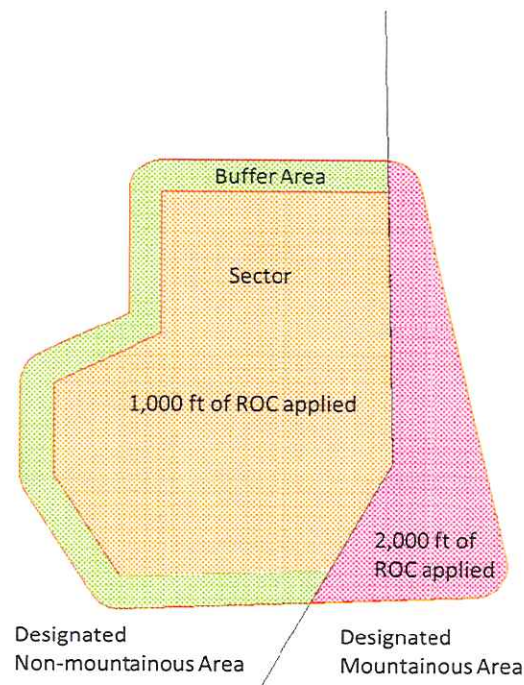 Buffer Area
Sector
1,000 ft of ROC applied
2,000 ft of
ROC applied
Designated
Non-mountainous Area
Designated
Mountainous Area